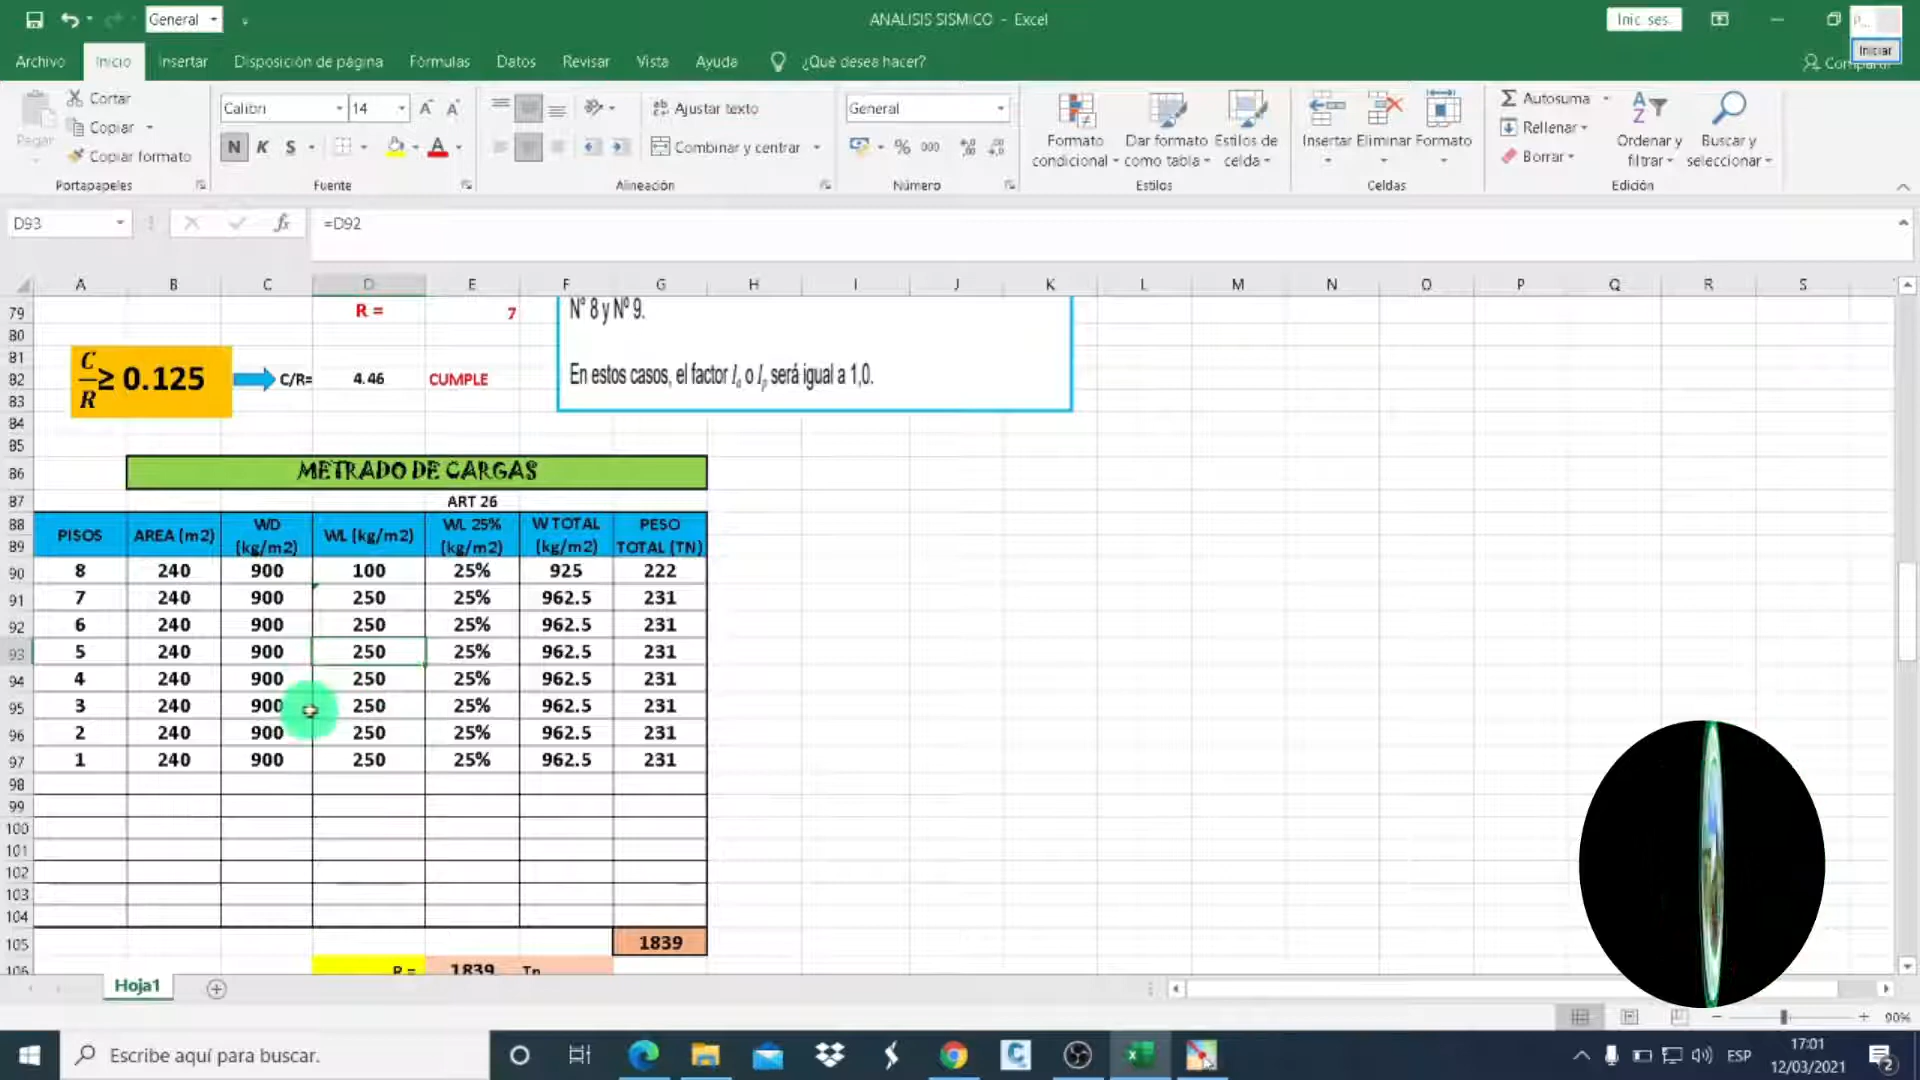 General
ANALISIS SISMICO - Excel
Inic. ses.
Iniciar
Archivo Inicio Insertar Disposición de página Fórmulas Datos Revisar Vista Ayuda ¿Qué desea hacer?
Cortar
Copiar
Copiar formato
Pegar
Portapapeles
Calibri 14
N K S
Fuente
Ajustar texto
Combinar y centrar
Alineación
General
% 000
Número
Formato condicional
Dar formato como tabla
Estilos de celda
Estilos
Insertar Eliminar Formato
Celdas
Autosuma
Rellenar
Borrar
Ordenar y filtrar
Buscar y seleccionar
Edición
D93 fx =D92
A B C D E F G H I J K L M N O P Q R S
79 R = 7 N° 8 y N° 9.
80
81
82 C/R ≥ 0.125 C/R= 4.46 CUMPLE En estos casos, el factor Ia o Ip será igual a 1,0.
83
84
85
86 METRADO DE CARGAS
87 ART 26
88 PISOS AREA (m2) WD WL (kg/m2) WL 25% W TOTAL PESO
89 (kg/m2) (kg/m2) (kg/m2) TOTAL (TN)
90 8 240 900 100 25% 925 222
91 7 240 900 250 25% 962.5 231
92 6 240 900 250 25% 962.5 231
93 5 240 900 250 25% 962.5 231
94 4 240 900 250 25% 962.5 231
95 3 240 900 250 25% 962.5 231
96 2 240 900 250 25% 962.5 231
97 1 240 900 250 25% 962.5 231
98
99
100
101
102
103
104
105 1839
106 P = 1839 Tn
Hoja1
90%
Escribe aquí para buscar.
ESP
17:01
12/03/2021
2